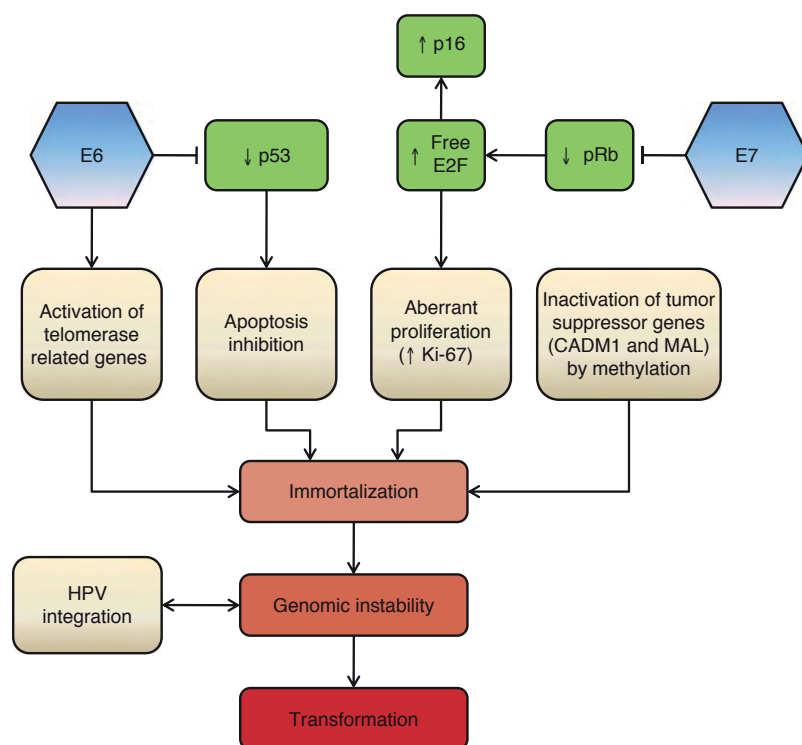 ↑ p16
E6
↓ p53
↑ Free
E2F
↓ pRb
E7
Activation of
telomerase
related genes
Apoptosis
inhibition
Aberrant
proliferation
(↑ Ki-67)
Inactivation of tumor
suppressor genes
(CADM1 and MAL)
by methylation
Immortalization
HPV
integration
Genomic instability
Transformation